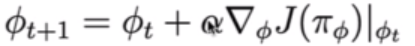 ϕ_{t+1} = ϕ_t + α∇_ϕ J(π_ϕ)|_{ϕ_t}